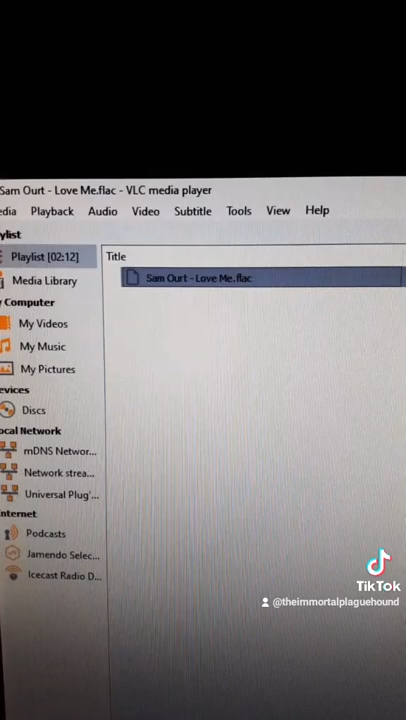 Sam Ourt - Love Me.flac - VLC media player
edia Playback Audio Video Subtitle Tools View Help
ylist
Playlist [02:12]
Title
Sam Ourt - Love Me.flac
Media Library
y Computer
My Videos
My Music
My Pictures
evices
Discs
ocal Network
mDNS Networ...
Network strea...
Universal Plug'...
nternet
Podcasts
Jamendo Selec...
Icecast Radio D...
TikTok
@theimmortalplaguehound